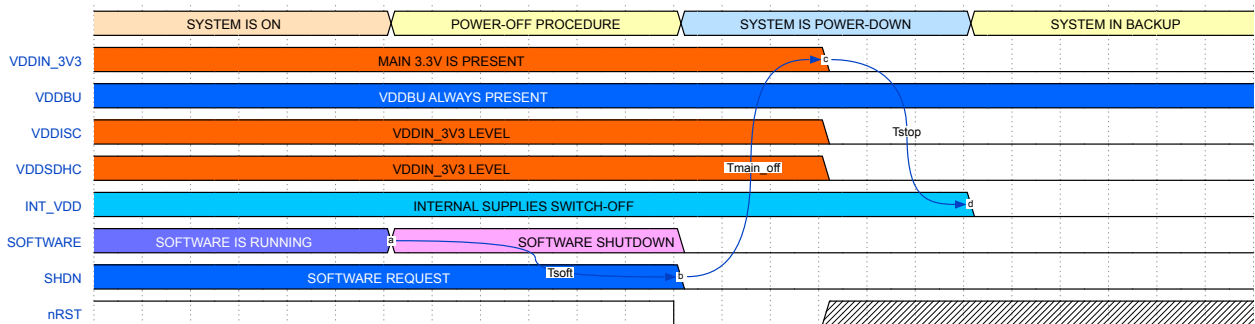 SYSTEM IS ON POWER-OFF PROCEDURE SYSTEM IS POWER-DOWN SYSTEM IN BACKUP
VDDIN_3V3 MAIN 3.3V IS PRESENT c
VDDBU VDDBU ALWAYS PRESENT
VDDISC VDDIN_3V3 LEVEL Tstop
VDDSDHC VDDIN_3V3 LEVEL Tmain_off
INT_VDD INTERNAL SUPPLIES SWITCH-OFF d
SOFTWARE SOFTWARE IS RUNNING a SOFTWARE SHUTDOWN
SHDN SOFTWARE REQUEST Tsoft b
nRST